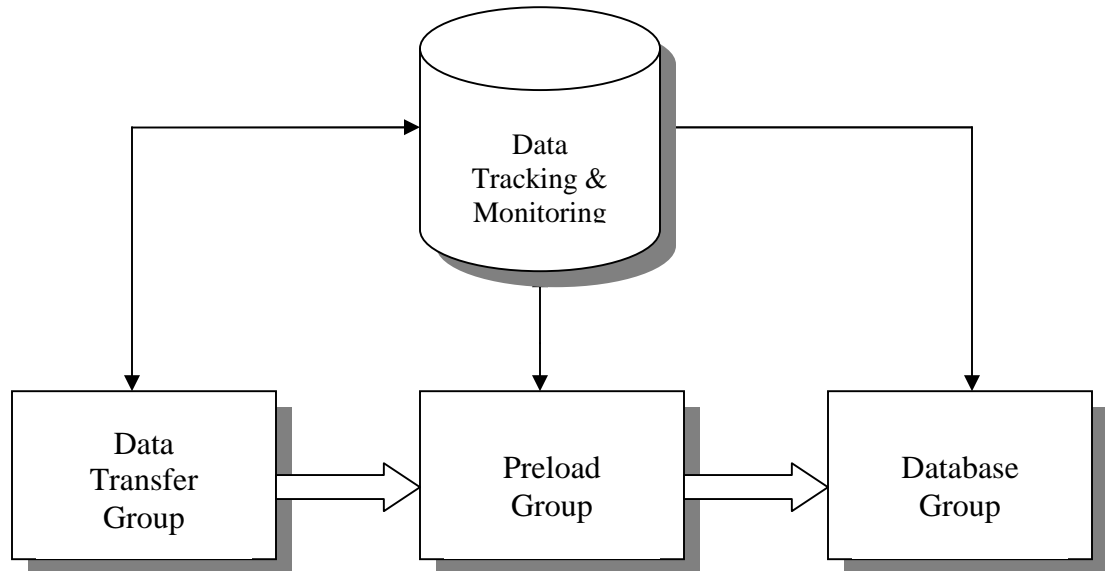 Data
Tracking &
Monitoring
Data
Transfer
Group
Preload
Group
Database
Group